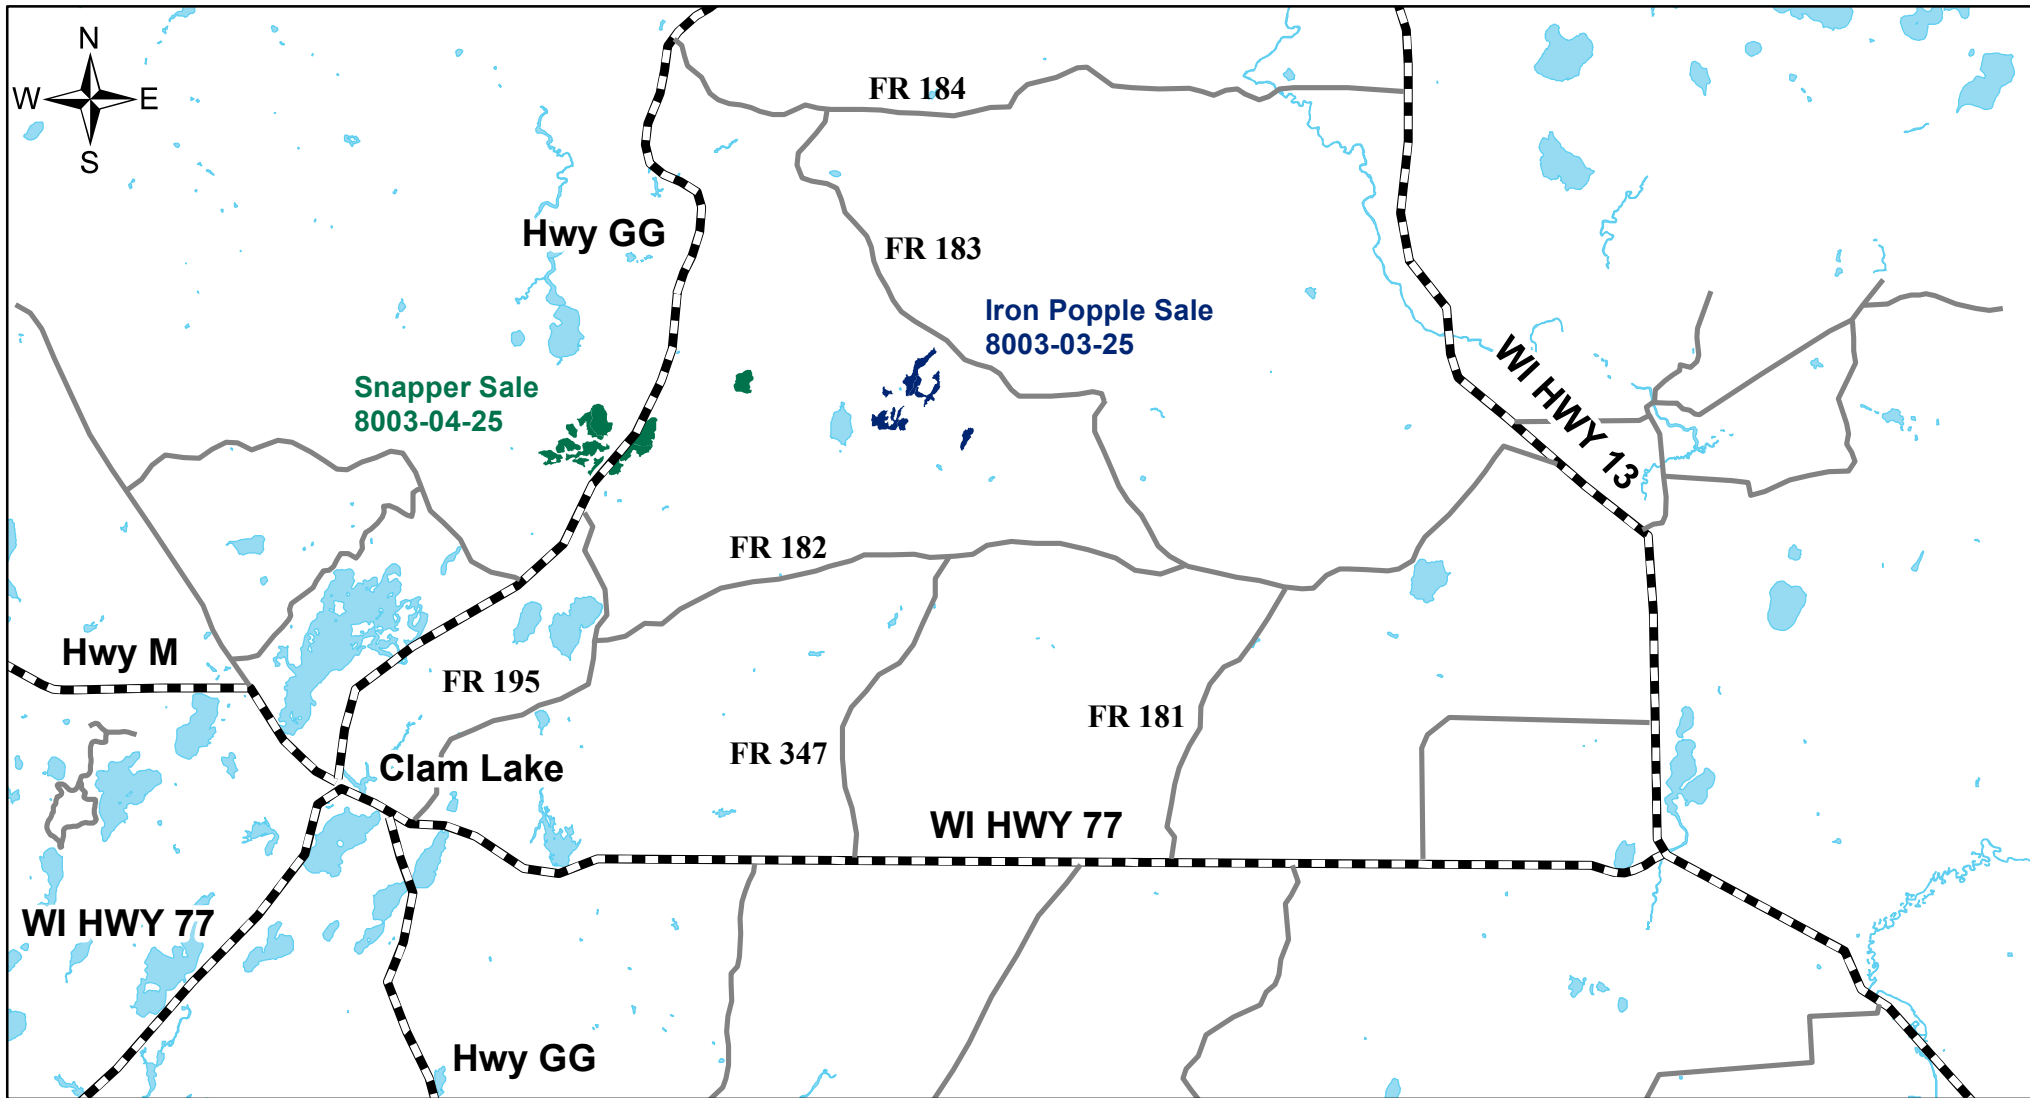 N
W E
S
FR 184
Hwy GG
FR 183
Iron Popple Sale
8003-03-25
WI HWY 13
Snapper Sale
8003-04-25
FR 182
Hwy M
FR 195
FR 181
FR 347
Clam Lake
WI HWY 77
WI HWY 77
Hwy GG